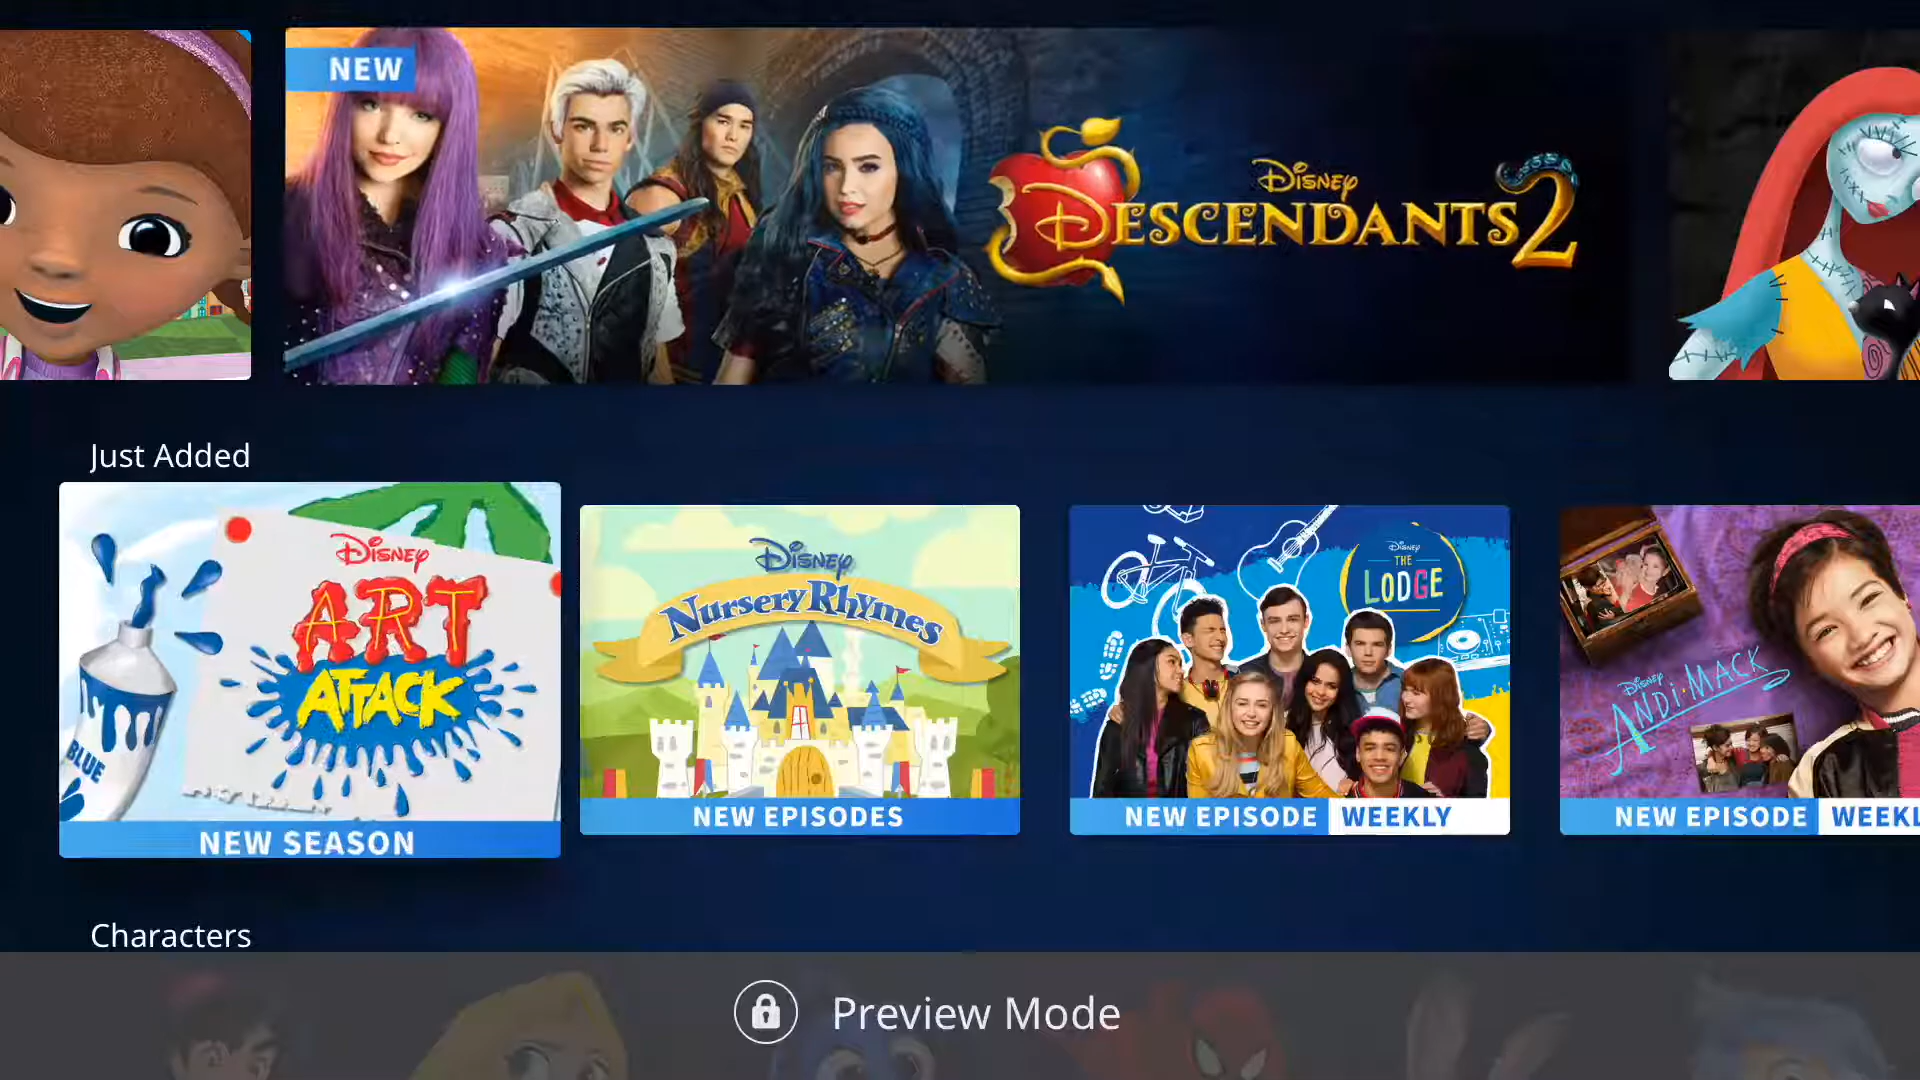 NEW
Disney
DESCENDANTS 2
Just Added
Disney
ART
ATTACK
BLUE
NEW SEASON
Disney
Nursery Rhymes
NEW EPISODES
Disney
THE
LODGE
NEW EPISODE WEEKLY
Disney
ANDI MACK
NEW EPISODE WEEKL
Characters
Preview Mode